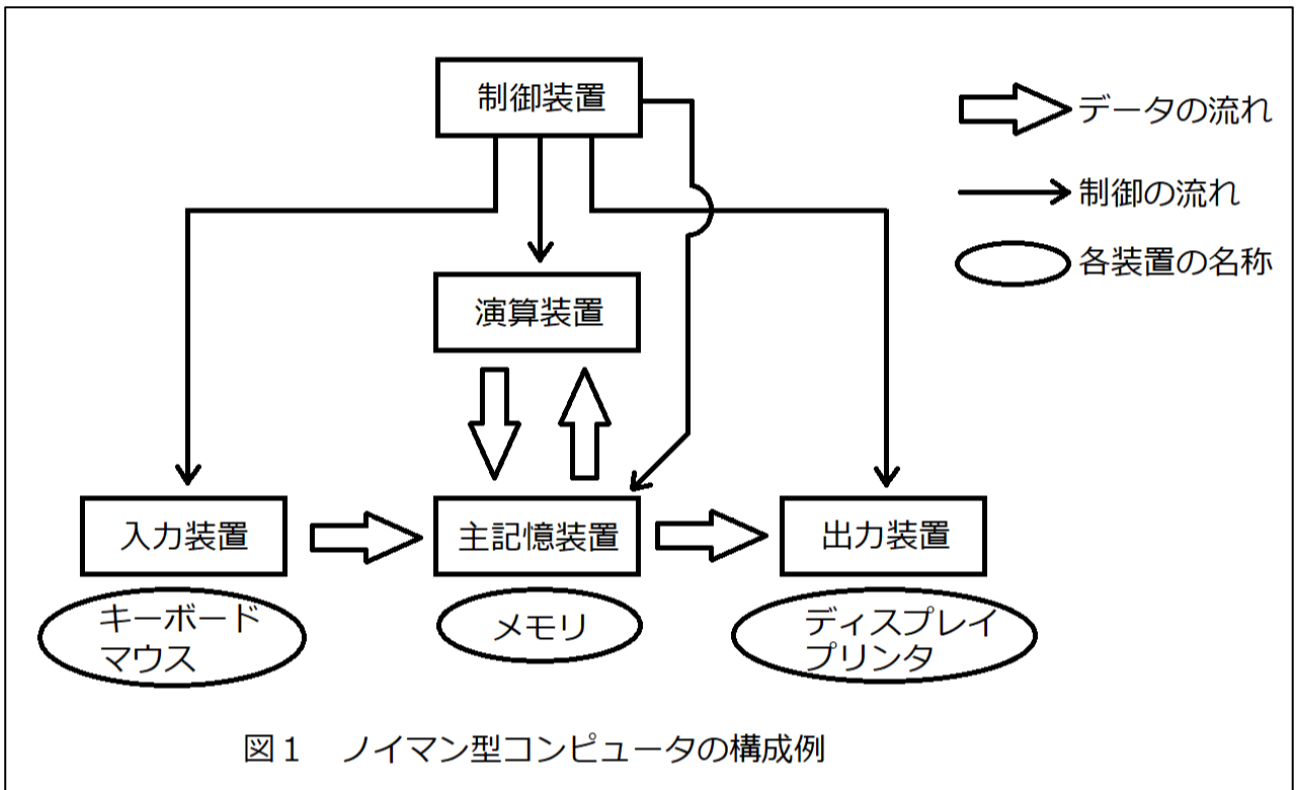 制御装置
データの流れ
制御の流れ
各装置の名称
演算装置
入力装置
主記憶装置
出力装置
キーボード
マウス
メモリ
ディスプレイ
プリンタ
図１　ノイマン型コンピュータの構成例